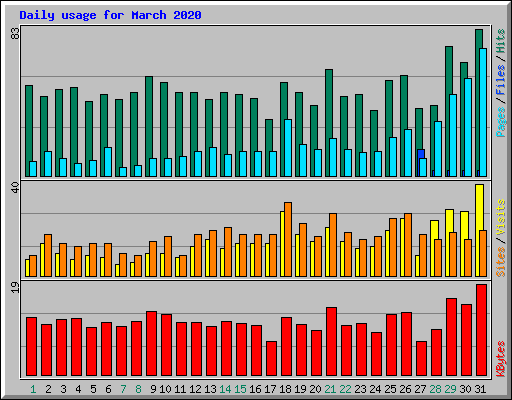 Daily usage for March 2020
83
Pages / Files / Hits
40
Sites / Visits
19
KBytes
1 2 3 4 5 6 7 8 9 10 11 12 13 14 15 16 17 18 19 20 21 22 23 24 25 26 27 28 29 30 31